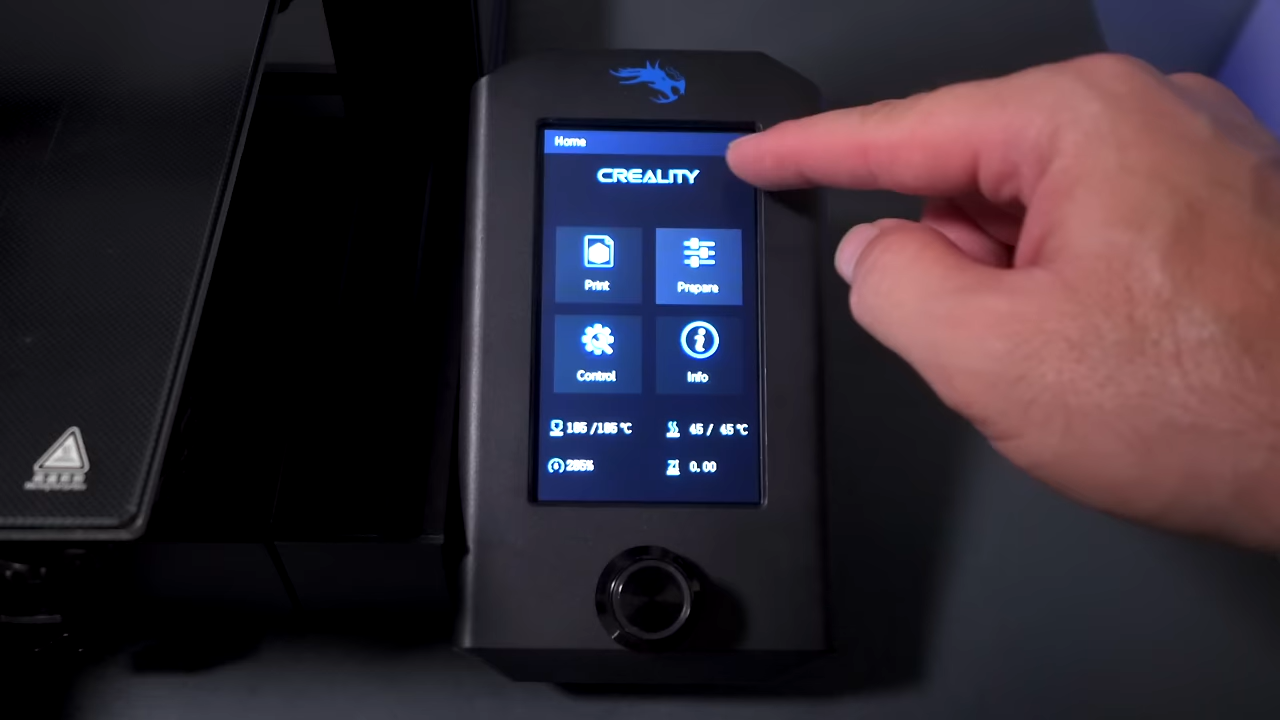 Home
CREALITY
Print
Prepare
Control
Info
185 /185 ℃
45 / 45 ℃
0.00